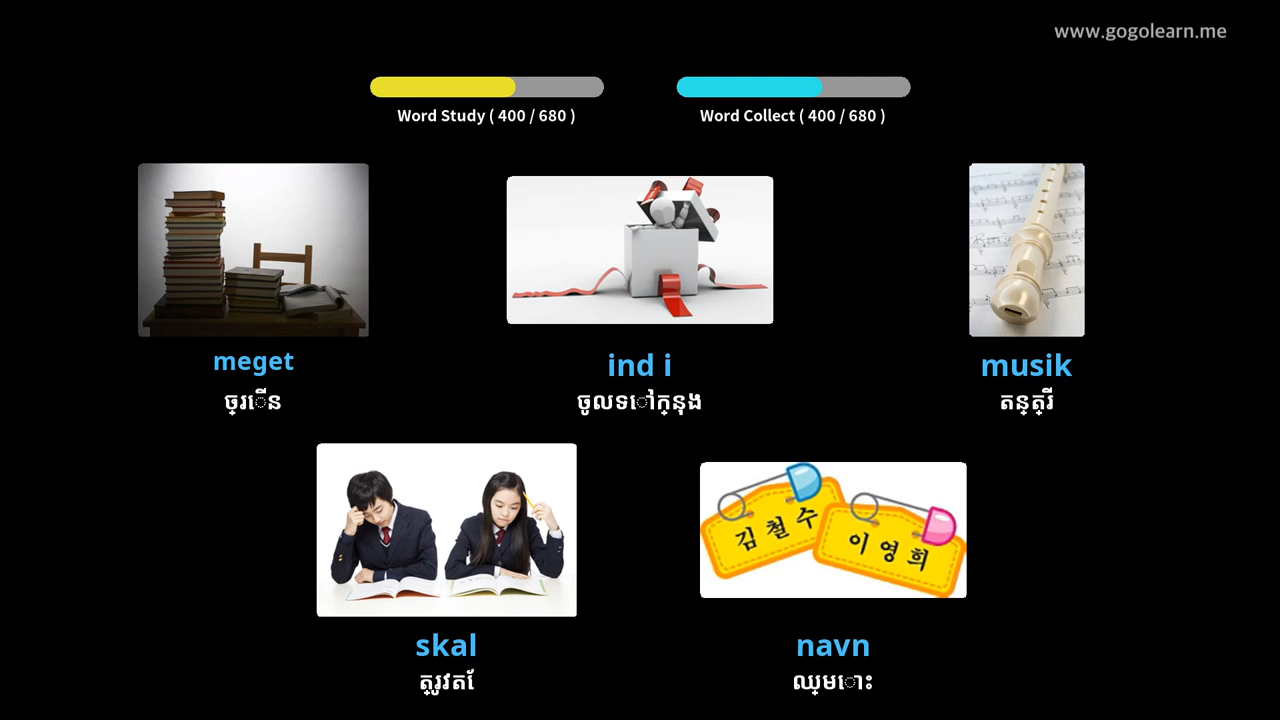 www.gogolearn.me
Word Study ( 400 / 680 )
Word Collect ( 400 / 680 )
meget
ច្រើន
ind i
ចូលទៅក្នុង
musik
តន្ត្រី
김철수
이영희
skal
ត្រូវតែ
navn
ឈ្មោះ